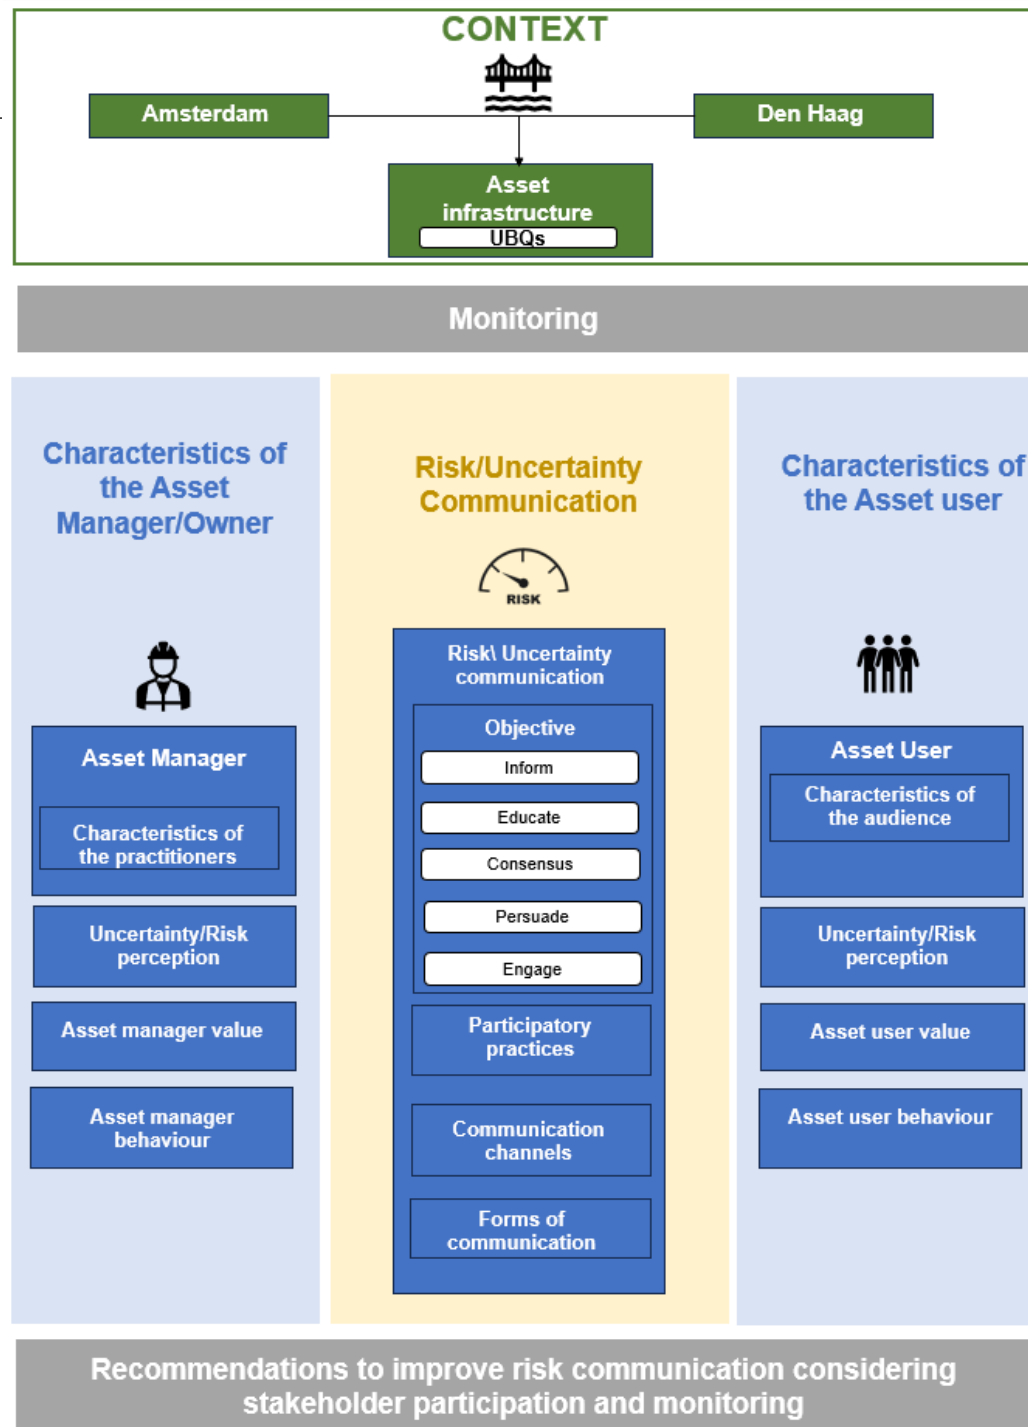 CONTEXT
Amsterdam
Den Haag
Asset
infrastructure
UBQs
Monitoring
Characteristics of
the Asset
Manager/Owner
Asset Manager
Characteristics of
the practitioners
Uncertainty/Risk
perception
Asset manager value
Asset manager
behaviour
Risk/Uncertainty
Communication
RISK
Risk\ Uncertainty
communication
Objective
Inform
Educate
Consensus
Persuade
Engage
Participatory
practices
Communication
channels
Forms of
communication
Characteristics of
the Asset user
Asset User
Characteristics of
the audience
Uncertainty/Risk
perception
Asset user value
Asset user behaviour
Recommendations to improve risk communication considering
stakeholder participation and monitoring